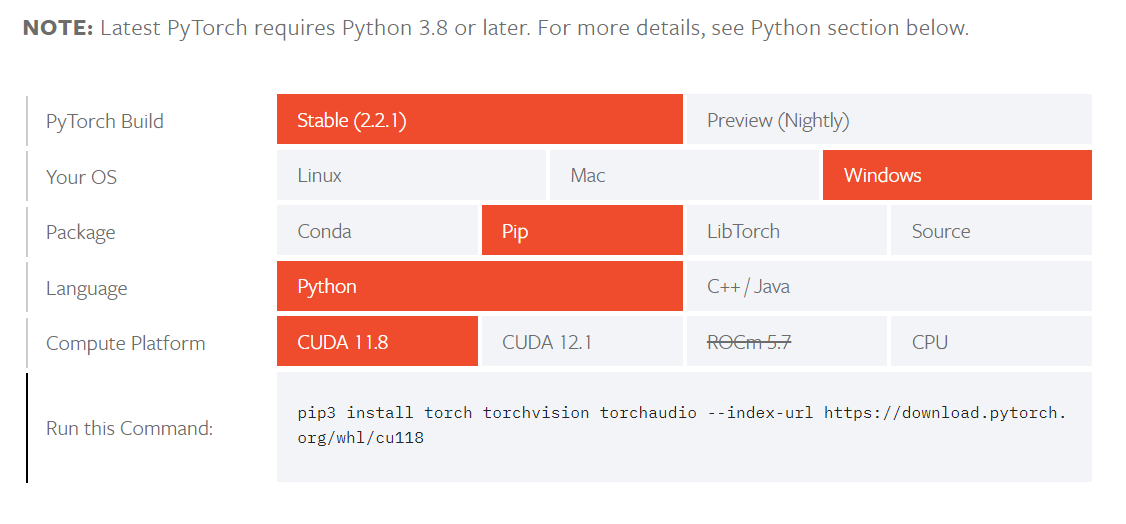 NOTE: Latest PyTorch requires Python 3.8 or later. For more details, see Python section below.
PyTorch Build Stable (2.2.1) Preview (Nightly)
Your OS Linux Mac Windows
Package Conda Pip LibTorch Source
Language Python C++ / Java
Compute Platform CUDA 11.8 CUDA 12.1 ROCm 5.7 CPU
Run this Command: pip3 install torch torchvision torchaudio --index-url https://download.pytorch.
org/whl/cu118